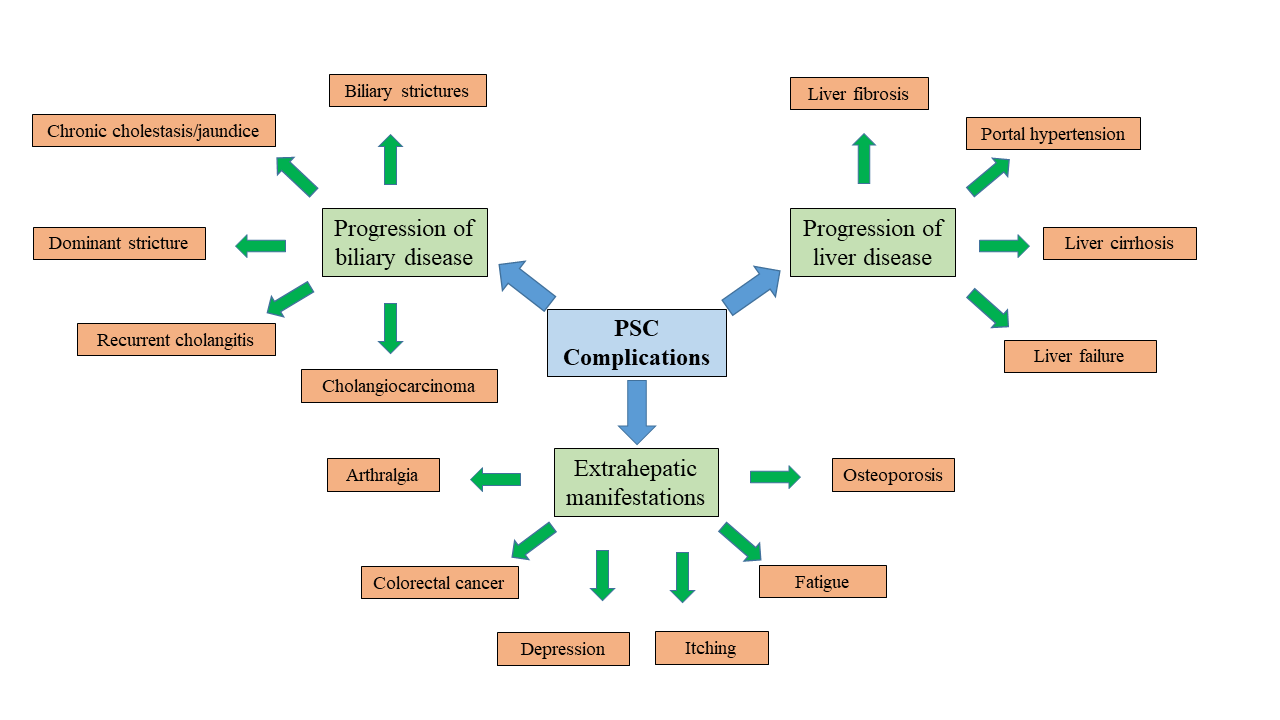 Biliary strictures
Liver fibrosis
Chronic cholestasis/jaundice
Portal hypertension
Progression of
biliary disease
Progression of
liver disease
Dominant stricture
Liver cirrhosis
PSC
Complications
Recurrent cholangitis
Liver failure
Cholangiocarcinoma
Extrahepatic
manifestations
Arthralgia
Osteoporosis
Colorectal cancer
Fatigue
Depression
Itching